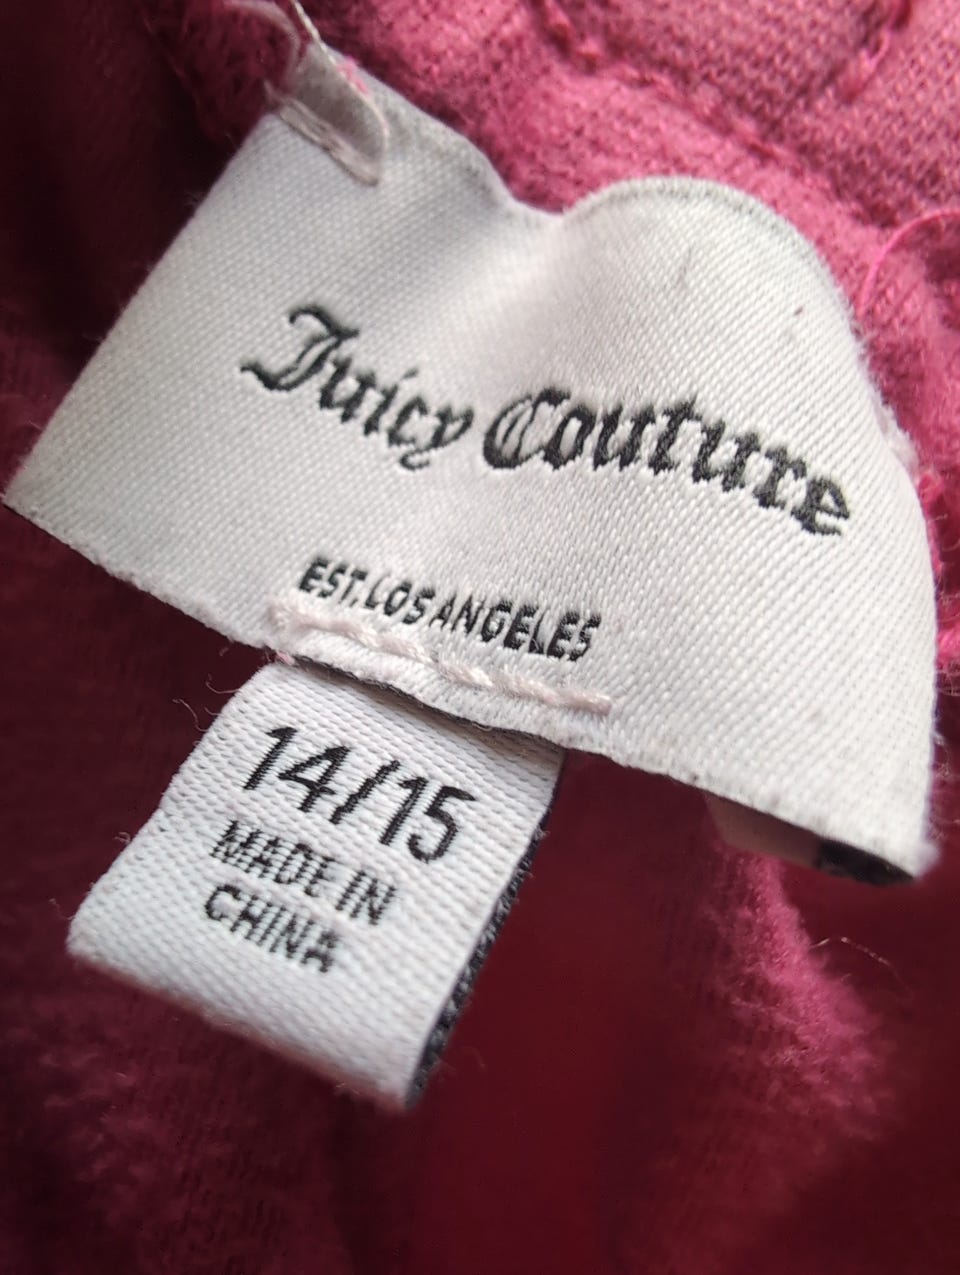 Juicy Couture
EST. LOS ANGELES
14/15
MADE IN
CHINA